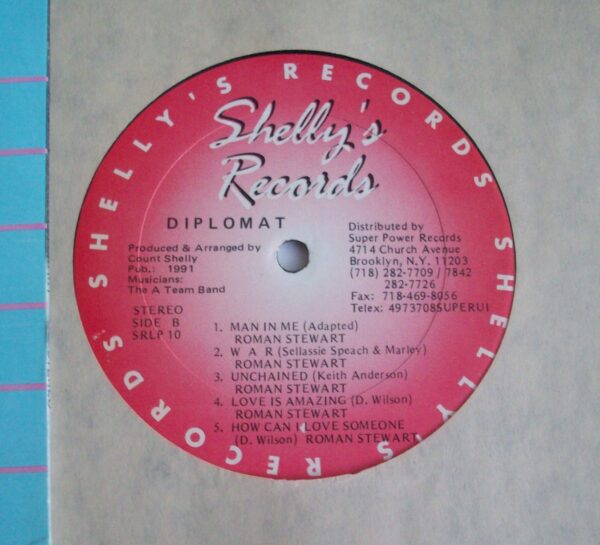 SHELLY'S RECORDS SHELLY'S RECORDS
Shelly's
Records
DIPLOMAT
Produced & Arranged by
Count Shelly
Pub.: 1991
Musicians:
The A Team Band
STEREO
SIDE B
SRLP 10
Distributed by
Super Power Records
4714 Church Avenue
Brooklyn, N.Y. 11203
(718) 282-7709 / 7842
282-7726
Fax: 718-469-8056
Telex: 4973708SUPERUI
1. MAN IN ME (Adapted)
ROMAN STEWART
2. W A R (Sellassie Speach & Marley)
ROMAN STEWART
3. UNCHAINED (Keith Anderson)
ROMAN STEWART
4. LOVE IS AMAZING (D. Wilson)
ROMAN STEWART
5. HOW CAN I LOVE SOMEONE
(D. Wilson) ROMAN STEWART